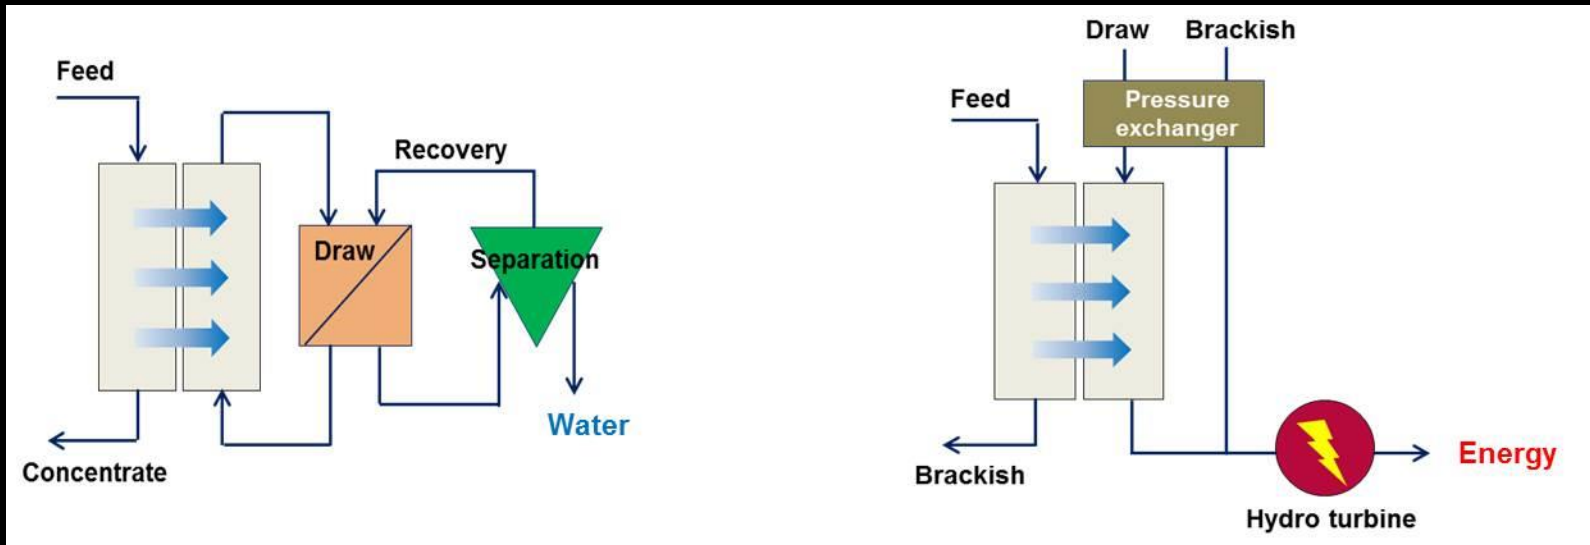 Feed
Recovery
Draw
Separation
Water
Concentrate
Draw
Brackish
Feed
Pressure
exchanger
Brackish
Energy
Hydro turbine